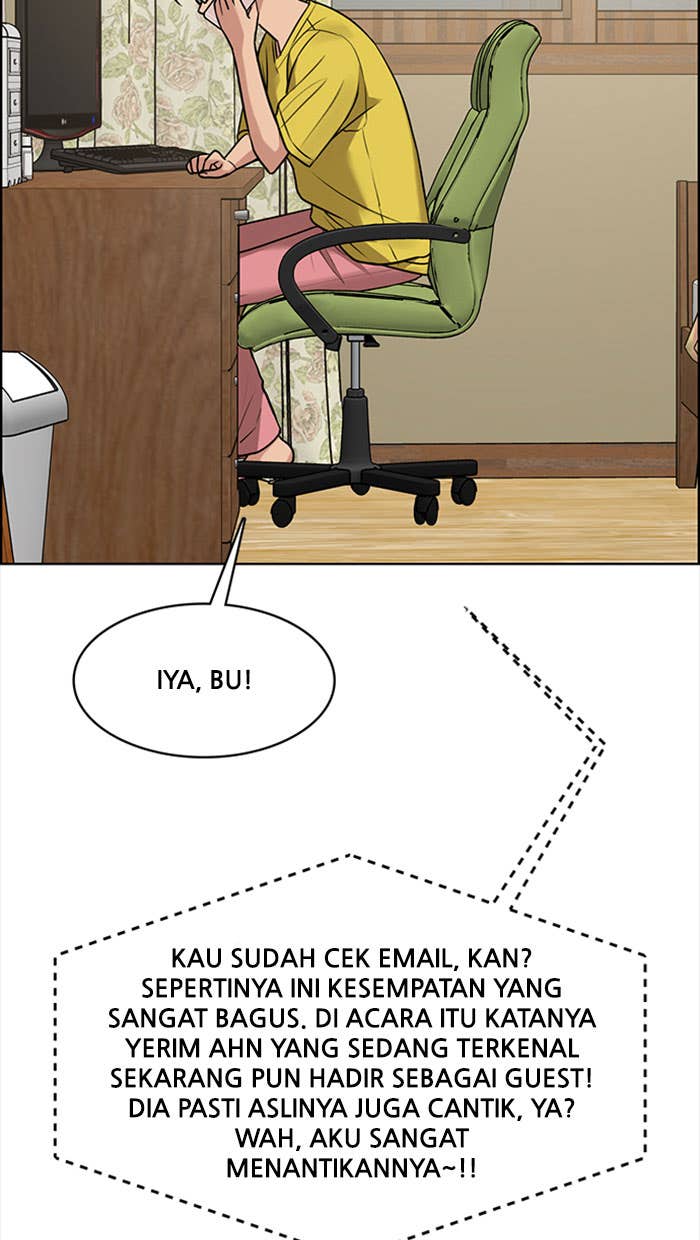 IYA, BU!
KAU SUDAH CEK EMAIL, KAN?
SEPERTINYA INI KESEMPATAN YANG
SANGAT BAGUS. DI ACARA ITU KATANYA
YERIM AHN YANG SEDANG TERKENAL
SEKARANG PUN HADIR SEBAGAI GUEST!
DIA PASTI ASLINYA JUGA CANTIK, YA?
WAH, AKU SANGAT
MENANTIKANNYA~!!